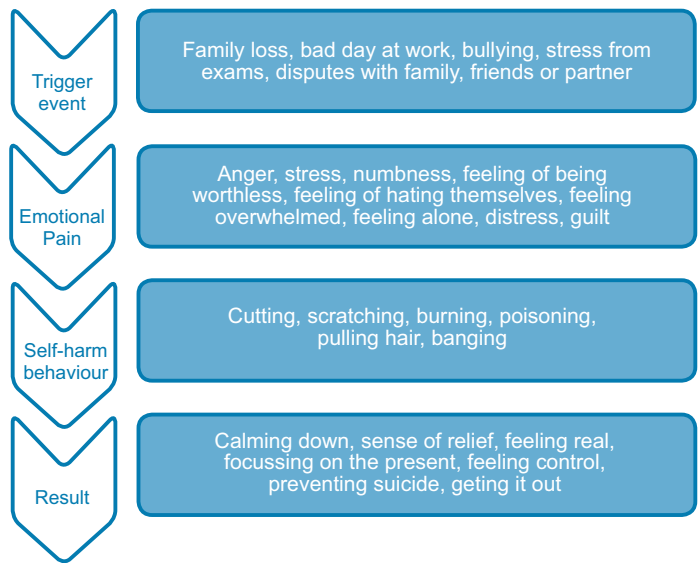 Trigger
event
Family loss, bad day at work, bullying, stress from
exams, disputes with family, friends or partner
Emotional
Pain
Anger, stress, numbness, feeling of being
worthless, feeling of hating themselves, feeling
overwhelmed, feeling alone, distress, guilt
Self-harm
behaviour
Cutting, scratching, burning, poisoning,
pulling hair, banging
Result
Calming down, sense of relief, feeling real,
focussing on the present, feeling control,
preventing suicide, geting it out